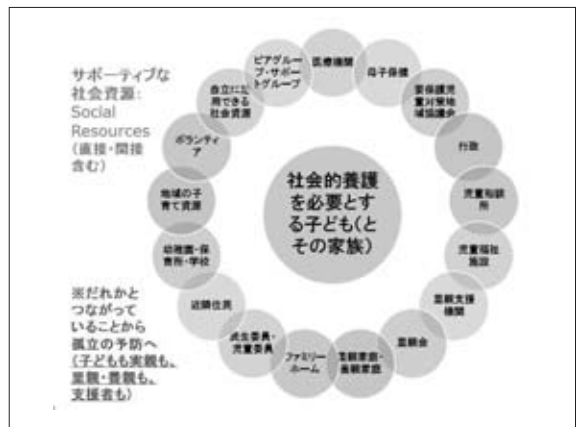 サポーティブな
社会資源:
Social
Resources
(直接・間接
含む)
※だれかと
つながって
いることから
孤立の予防へ
(子どもも実親も、
里親・養親も、
支援者も)
社会的養護
を必要とす
る子ども(と
その家族)
医療機関
母子保健
要保護児
童対策地
域協議会
行政
児童相談
所
児童福祉
施設
里親支援
機関
里親会
里親家庭・
養親家庭
ファミリー
ホーム
民生委員・
児童委員
近隣住民
幼稚園・保
育所・学校
地域の子
育て資源
ボランティ
ア
自立に活
用できる
社会資源
ピアグルー
プ・サポー
トグループ